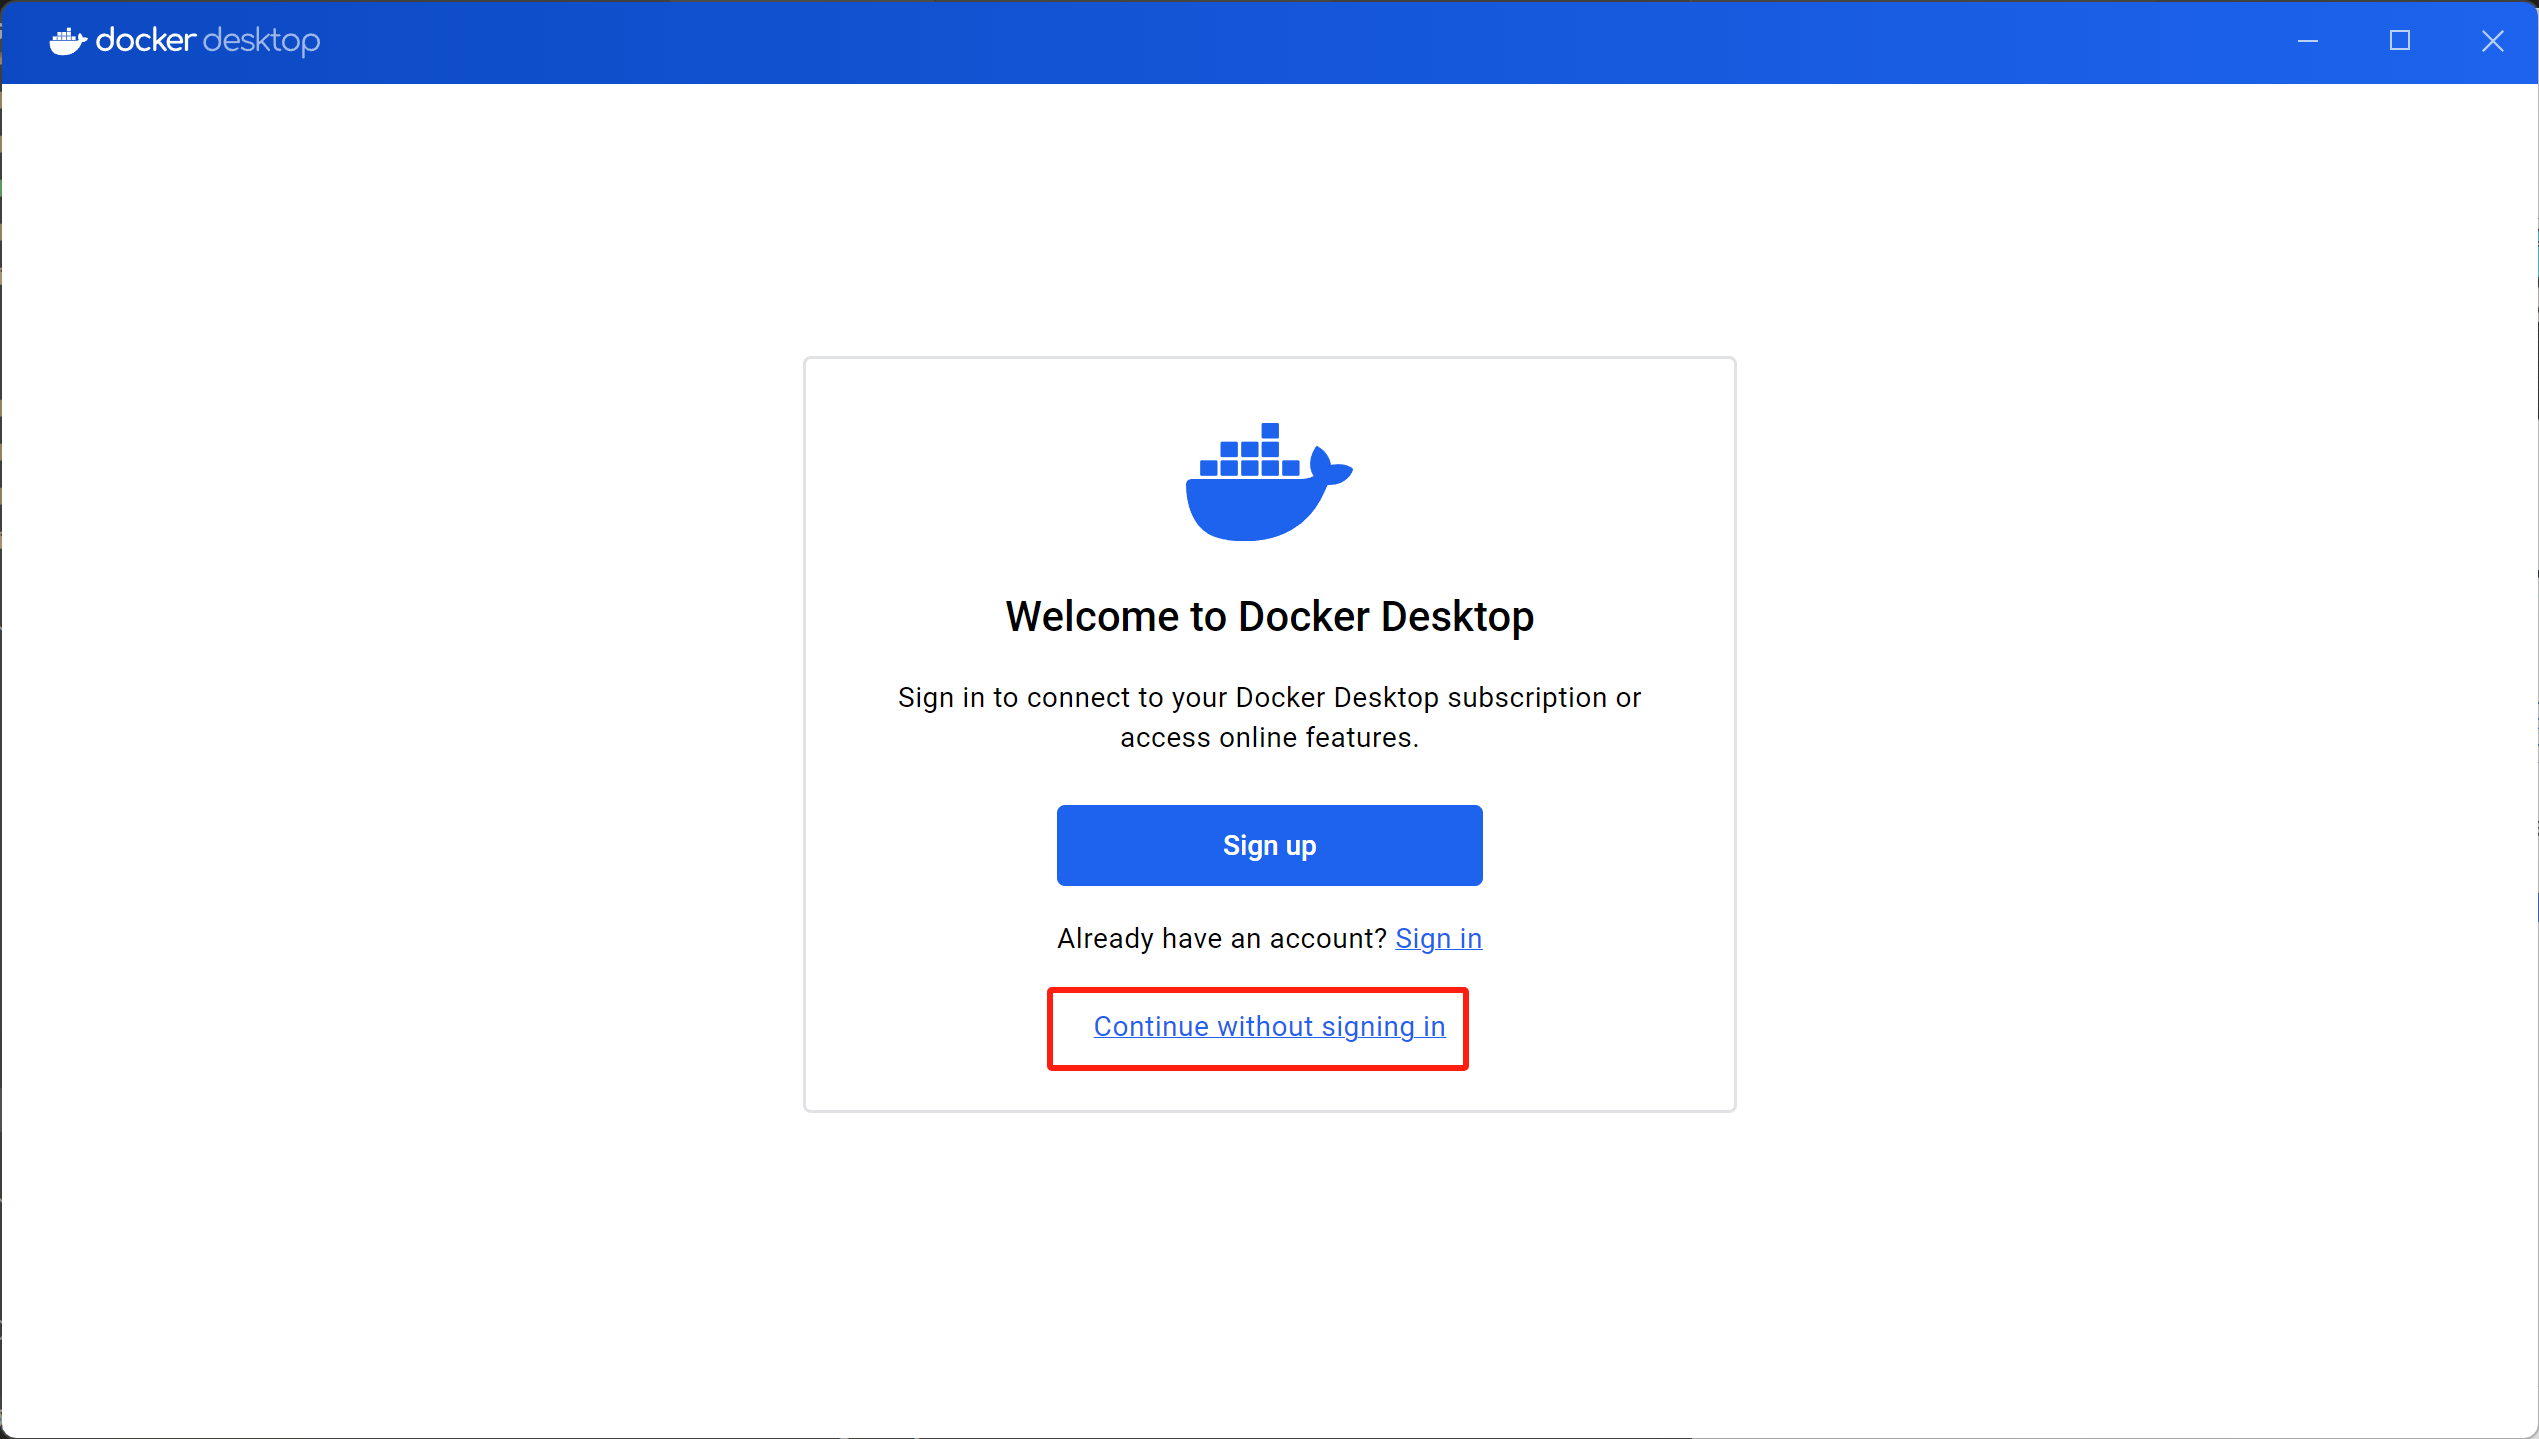 docker desktop
Welcome to Docker Desktop
Sign in to connect to your Docker Desktop subscription or
access online features.
Sign up
Already have an account? Sign in
Continue without signing in